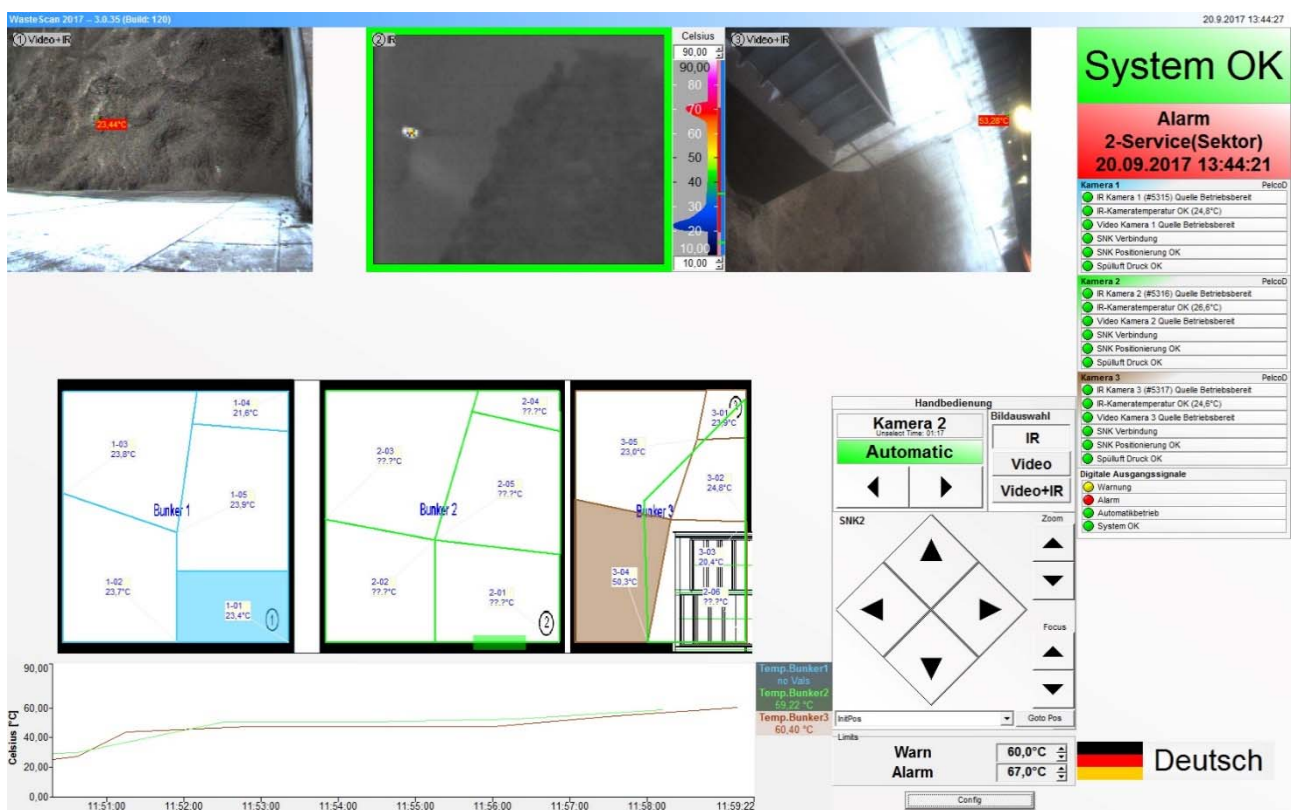 WasteScan 2017 -- 3.0.35 (Build: 120)
20.9.2017 13:44:27
① Video+IR
23,44°C
② IR
Celsius
90,00
90,00
80
70
60
50
40
30
20
10,00
10,00
③ Video+IR
53,28°C
System OK
Alarm
2-Service(Sektor)
20.09.2017 13:44:21
Kamera 1 PelcoD
IR Kamera 1 (#5315) Quelle Betriebsbereit
IR-Kameratemperatur OK (24,8°C)
Video Kamera 1 Quelle Betriebsbereit
SNK Verbindung
SNK Positionierung OK
Spülluft Druck OK
Kamera 2 PelcoD
IR Kamera 2 (#5316) Quelle Betriebsbereit
IR-Kameratemperatur OK (26,6°C)
Video Kamera 2 Quelle Betriebsbereit
SNK Verbindung
SNK Positionierung OK
Spülluft Druck OK
Kamera 3 PelcoD
IR Kamera 3 (#5317) Quelle Betriebsbereit
IR-Kameratemperatur OK (24,6°C)
Video Kamera 3 Quelle Betriebsbereit
SNK Verbindung
SNK Positionierung OK
Spülluft Druck OK
Digitale Ausgangssignale
Warnung
Alarm
Automatikbetrieb
System OK
1-04
21,6°C
1-03
23,8°C
1-05
23,9°C
Bunker 1
1-02
23,7°C
1-01
23,4°C
①
2-04
??,?°C
2-03
??,?°C
2-05
??,?°C
Bunker 2
2-02
??,?°C
2-01
??,?°C
②
③
3-01
21,9°C
3-05
23,0°C
3-02
24,8°C
Bunker 3
3-03
20,4°C
3-04
50,3°C
2-06
??,?°C
Handbedienung
Kamera 2
Unselect Time: 01:17
Automatic
Bildauswahl
IR
Video
Video+IR
SNK2
Zoom
Focus
InitPos
Goto Pos
Limits
Warn 60,0°C
Alarm 67,0°C
Config
Deutsch
Celsius [°C]
90,00
60,00
40,00
20,00
0,00
11:51:00 11:52:00 11:53:00 11:54:00 11:55:00 11:56:00 11:57:00 11:58:00 11:59:22
Temp.Bunker1
no Vals
Temp.Bunker2
59,22 °C
Temp.Bunker3
60,40 °C